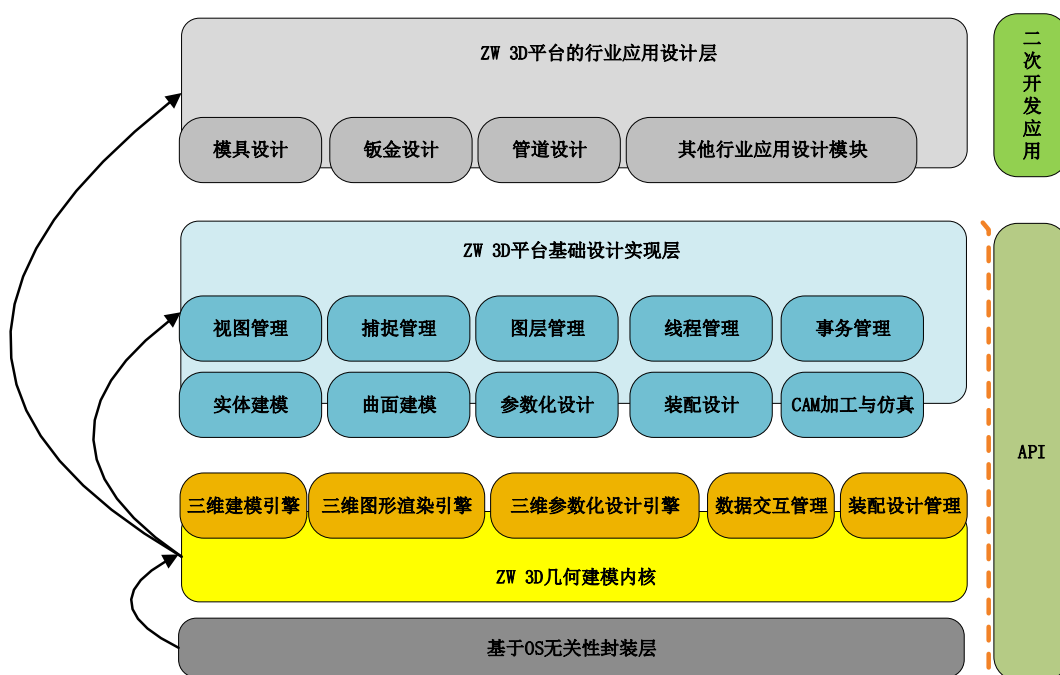 ZW 3D平台的行业应用设计层
模具设计
钣金设计
管道设计
其他行业应用设计模块
二次开发应用
ZW 3D平台基础设计实现层
视图管理
捕捉管理
图层管理
线程管理
事务管理
实体建模
曲面建模
参数化设计
装配设计
CAM加工与仿真
API
三维建模引擎
三维图形渲染引擎
三维参数化设计引擎
数据交互管理
装配设计管理
ZW 3D几何建模内核
基于OS无关性封装层